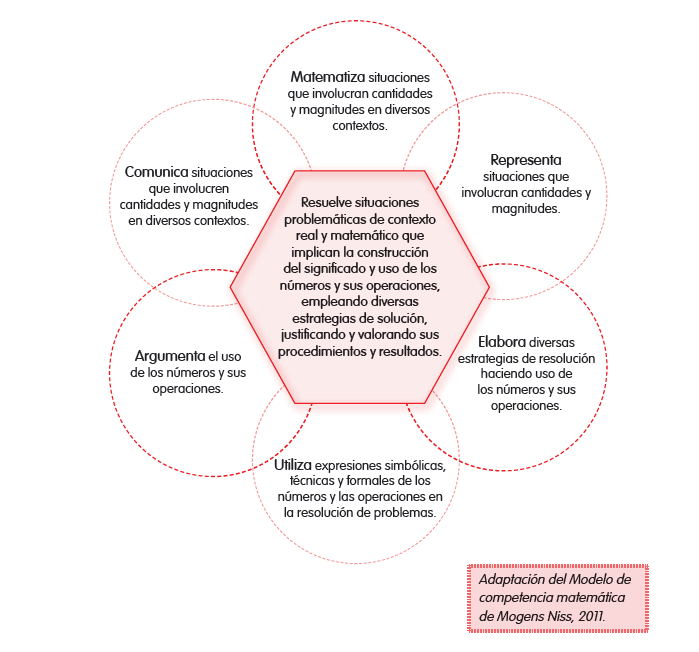 Matematiza situaciones
que involucran cantidades
y magnitudes en diversos
contextos.
Representa
situaciones que
involucran cantidades y
magnitudes.
Elabora diversas
estrategias de resolución
haciendo uso de
los números y sus
operaciones.
Utiliza expresiones simbólicas,
técnicas y formales de los
números y las operaciones en
la resolución de problemas.
Argumenta el uso
de los números y sus
operaciones.
Comunica situaciones
que involucren
cantidades y magnitudes
en diversos contextos.
Resuelve situaciones
problemáticas de contexto
real y matemático que
implican la construcción
del significado y uso de los
números y sus operaciones,
empleando diversas
estrategias de solución,
justificando y valorando sus
procedimientos y resultados.
Adaptación del Modelo de
competencia matemática
de Mogens Niss, 2011.